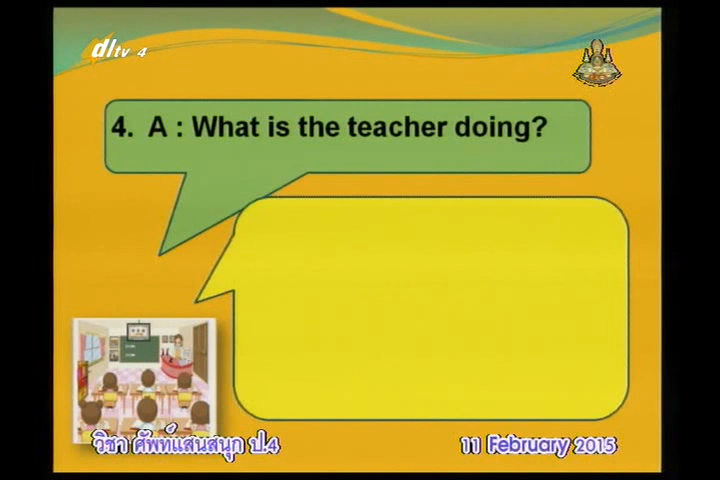 dltv 4
4. A : What is the teacher doing?
วิชา ศัพท์แสนสนุก ป.4
11 February 2015